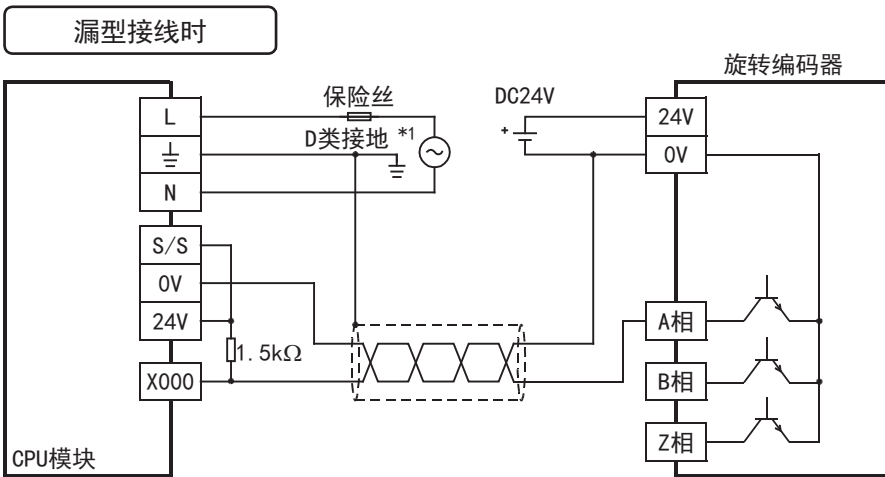 漏型接线时
旋转编码器
保险丝
DC24V
L
24V
D类接地 *1
+
0V
N
S/S
0V
24V
A相
1.5kΩ
X000
B相
Z相
CPU模块